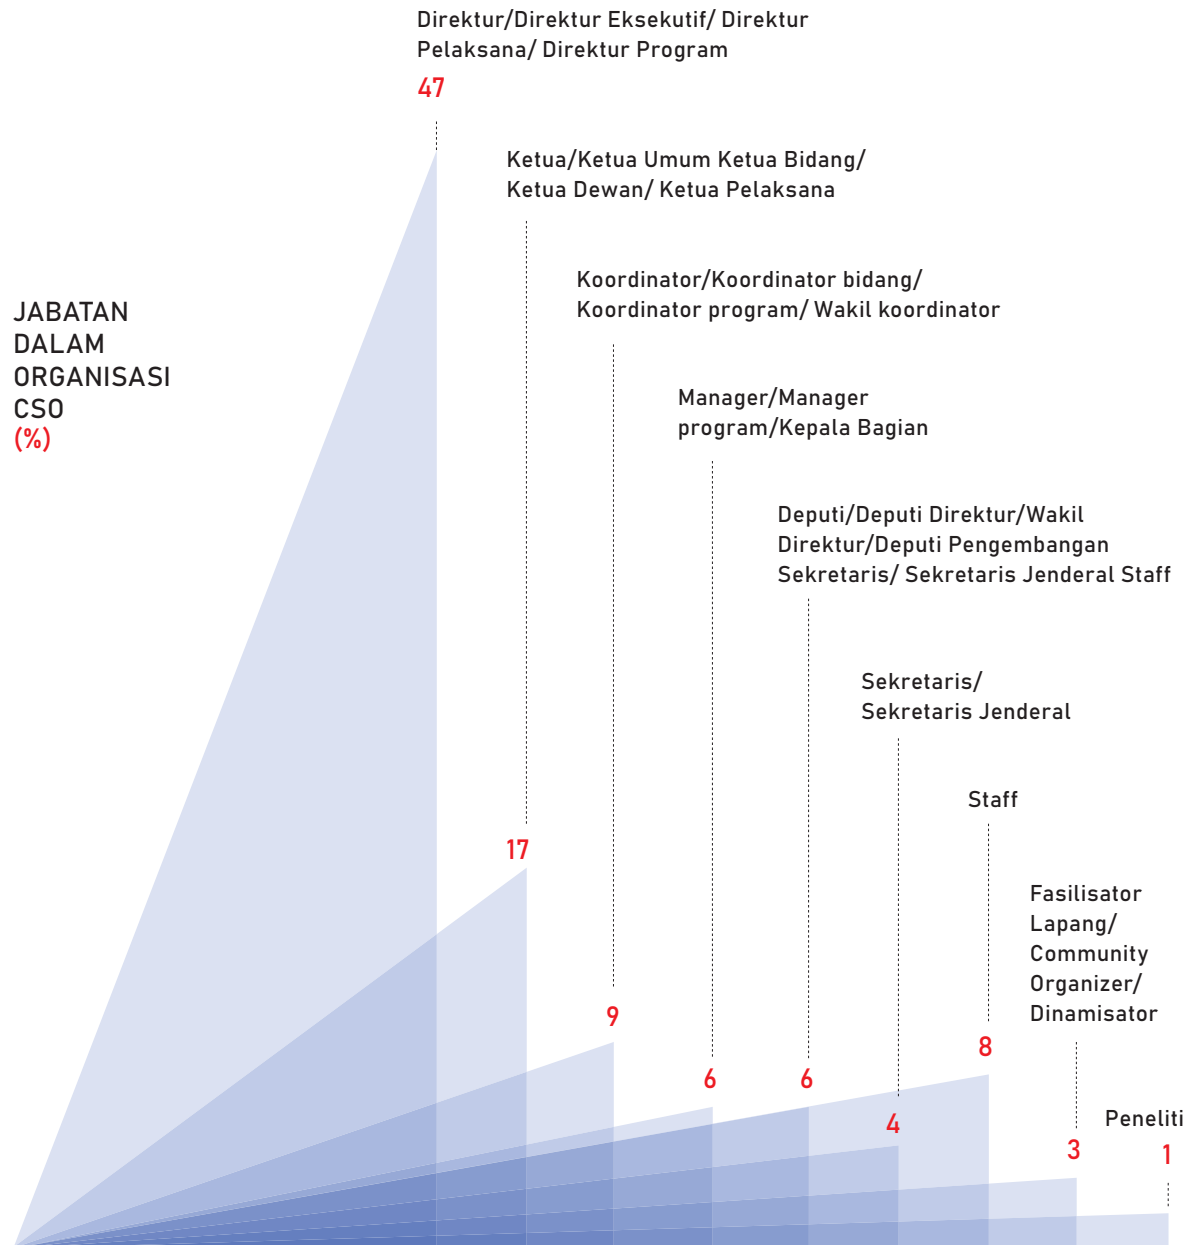 Direktur/Direktur Eksekutif/ Direktur
Pelaksana/ Direktur Program
47
Ketua/Ketua Umum Ketua Bidang/
Ketua Dewan/ Ketua Pelaksana
17
Koordinator/Koordinator bidang/
Koordinator program/ Wakil koordinator
9
JABATAN
DALAM
ORGANISASI
CSO
(%)
Manager/Manager
program/Kepala Bagian
6
Deputi/Deputi Direktur/Wakil
Direktur/Deputi Pengembangan
Sekretaris/ Sekretaris Jenderal Staff
6
Sekretaris/
Sekretaris Jenderal
4
Staff
8
Fasilisator
Lapang/
Community
Organizer/
Dinamisator
3
Peneliti
1